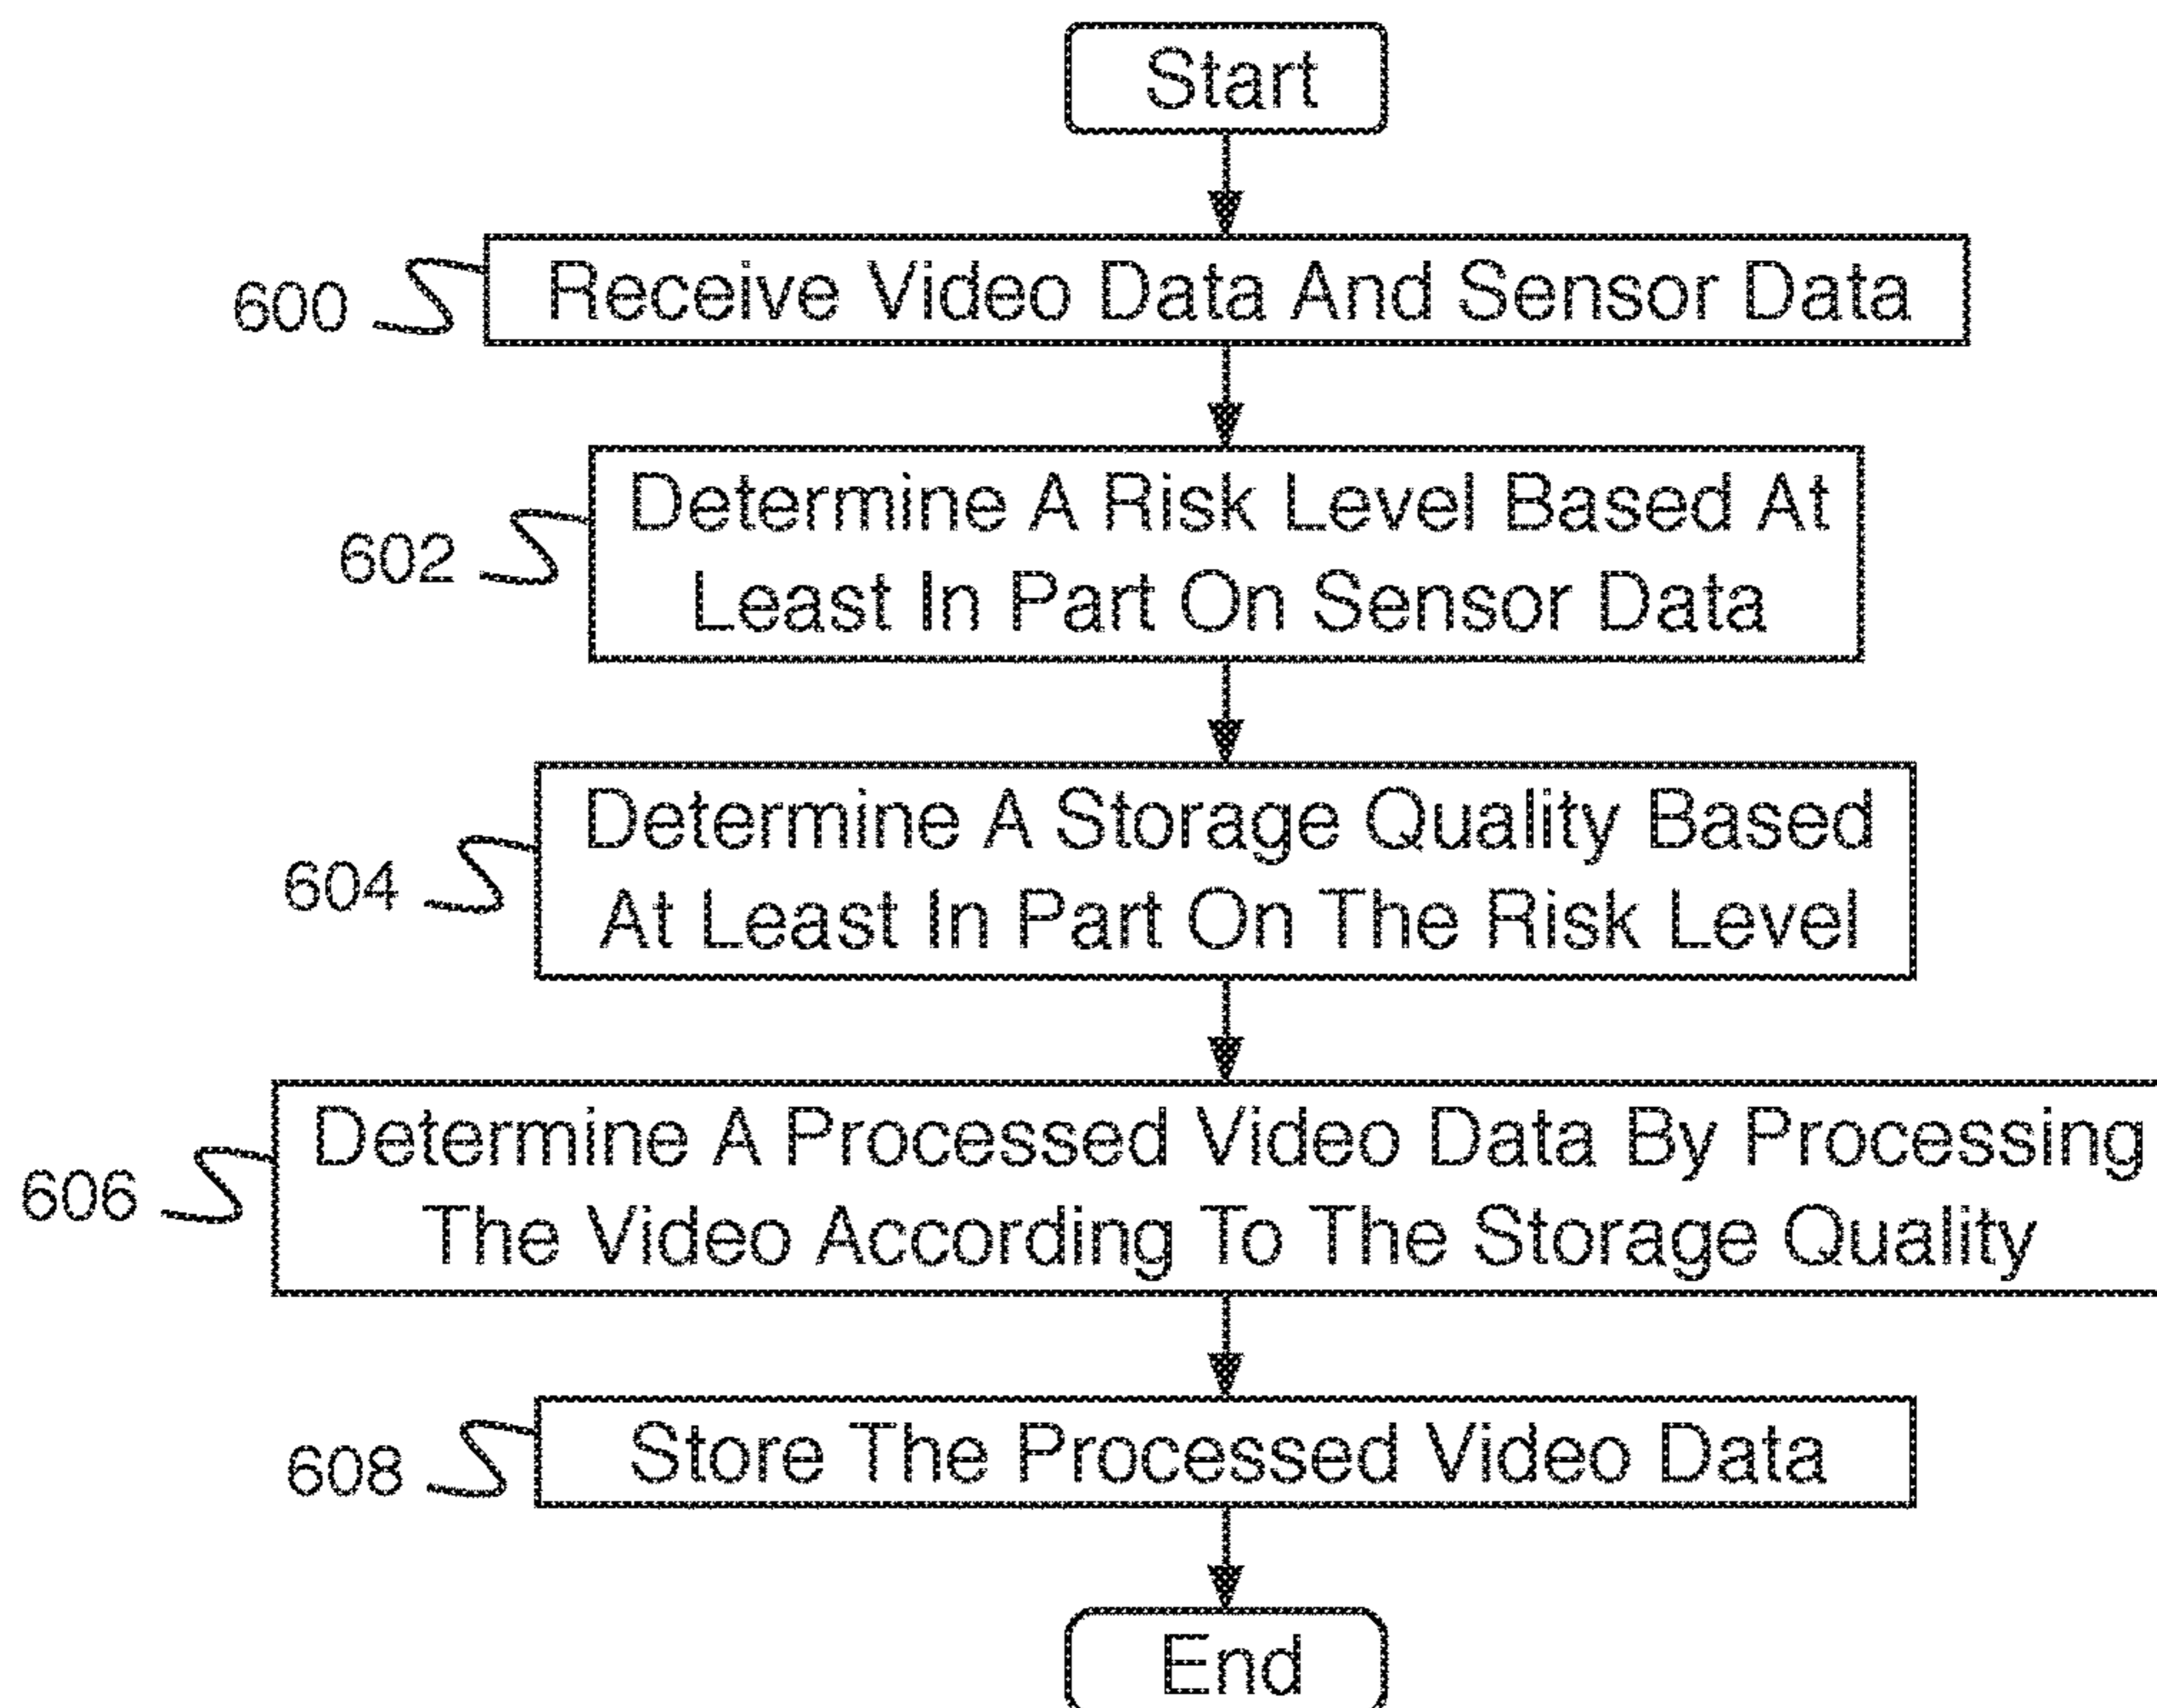 Start
600
Receive Video Data And Sensor Data
602
Determine A Risk Level Based At
Least In Part On Sensor Data
604
Determine A Storage Quality Based
At Least In Part On The Risk Level
606
Determine A Processed Video Data By Processing
The Video According To The Storage Quality
608
Store The Processed Video Data
End